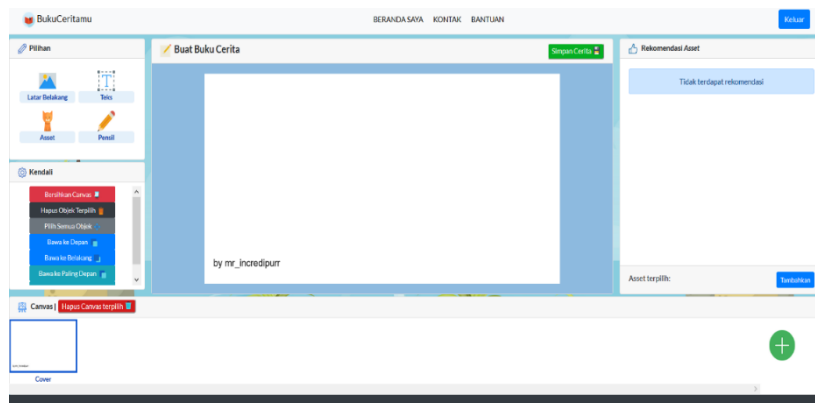 BukuCeritamu
BERANDA SAYA KONTAK BANTUAN
Keluar
Pilihan
Latar Belakang
Teks
Asset
Pensil
Kendali
Bersihkan Canvas
Hapus Objek Terpilih
Pilih Semua Objek
Bawa ke Depan
Bawa ke Belakang
Bawa ke Paling Depan
Buat Buku Cerita
Simpan Cerita
by mr_incredipurr
Rekomendasi Asset
Tidak terdapat rekomendasi
Asset terpilih:
Tambahkan
Canvas | Hapus Canvas terpilih
Cover